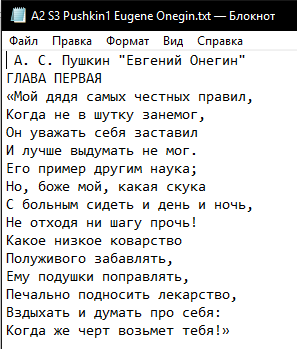 A2 S3 Pushkin1 Eugene Onegin.txt — Блокнот
Файл Правка Формат Вид Справка
А. С. Пушкин "Евгений Онегин"
ГЛАВА ПЕРВАЯ
«Мой дядя самых честных правил,
Когда не в шутку занемог,
Он уважать себя заставил
И лучше выдумать не мог.
Его пример другим наука;
Но, боже мой, какая скука
С больным сидеть и день и ночь,
Не отходя ни шагу прочь!
Какое низкое коварство
Полуживого забавлять,
Ему подушки поправлять,
Печально подносить лекарство,
Вздыхать и думать про себя:
Когда же черт возьмет тебя!»